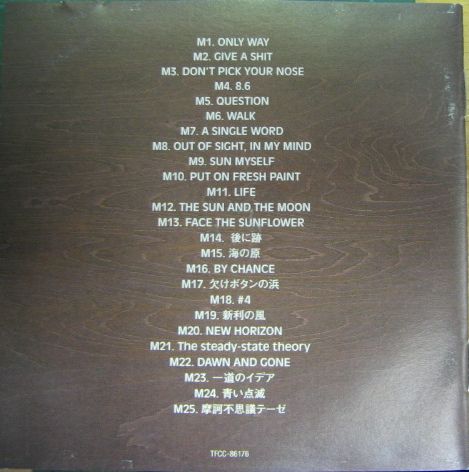 M1. ONLY WAY
M2. GIVE A SHIT
M3. DON'T PICK YOUR NOSE
M4. 8.6
M5. QUESTION
M6. WALK
M7. A SINGLE WORD
M8. OUT OF SIGHT, IN MY MIND
M9. SUN MYSELF
M10. PUT ON FRESH PAINT
M11. LIFE
M12. THE SUN AND THE MOON
M13. FACE THE SUNFLOWER
M14. 後に跡
M15. 海の原
M16. BY CHANCE
M17. 欠けボタンの浜
M18. #4
M19. 新利の風
M20. NEW HORIZON
M21. The steady-state theory
M22. DAWN AND GONE
M23. 一道のイデア
M24. 青い点滅
M25. 摩訶不思議テーゼ
TFCC-86176